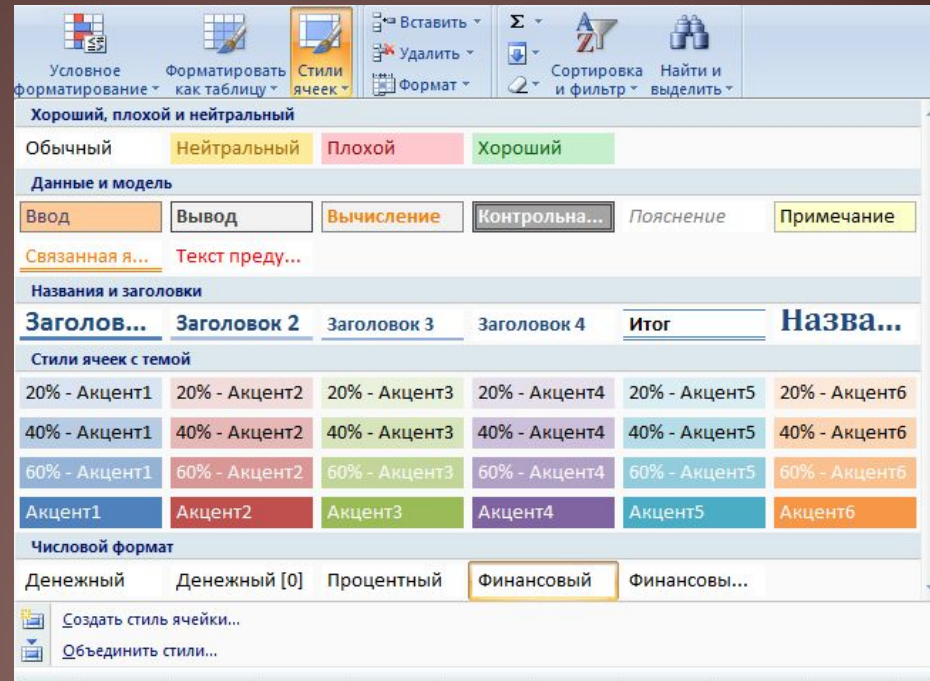 Условное форматирование
Форматировать как таблицу
Стили ячеек
Вставить
Удалить
Формат
Σ
А
Я
Сортировка и фильтр
Найти и выделить
Хороший, плохой и нейтральный
Обычный Нейтральный Плохой Хороший
Данные и модель
Ввод Вывод Вычисление Контрольна... Пояснение Примечание
Связанная я... Текст преду...
Названия и заголовки
Заголов... Заголовок 2 Заголовок 3 Заголовок 4 Итог Назва...
Стили ячеек с темой
20% - Акцент1 20% - Акцент2 20% - Акцент3 20% - Акцент4 20% - Акцент5 20% - Акцент6
40% - Акцент1 40% - Акцент2 40% - Акцент3 40% - Акцент4 40% - Акцент5 40% - Акцент6
60% - Акцент1 60% - Акцент2 60% - Акцент3 60% - Акцент4 60% - Акцент5 60% - Акцент6
Акцент1 Акцент2 Акцент3 Акцент4 Акцент5 Акцент6
Числовой формат
Денежный Денежный [0] Процентный Финансовый Финансовы...
Создать стиль ячейки...
Объединить стили...